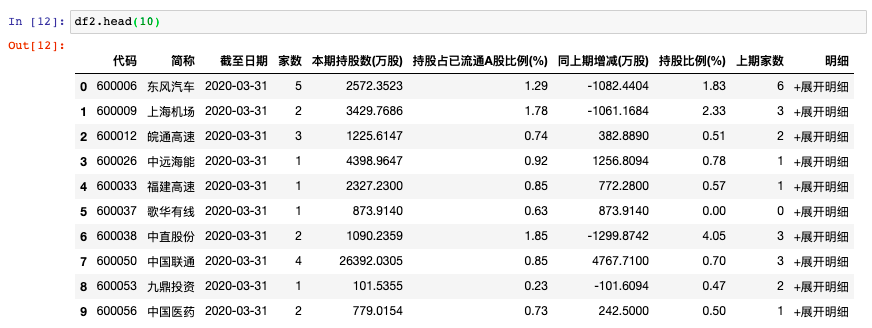 In [12]: df2.head(10)
Out[12]:
代码 简称 截至日期 家数 本期持股数(万股) 持股占已流通A股比例(%) 同上期增减(万股) 持股比例(%) 上期家数 明细
0 600006 东风汽车 2020-03-31 5 2572.3523 1.29 -1082.4404 1.83 6 +展开明细
1 600009 上海机场 2020-03-31 2 3429.7686 1.78 -1061.1684 2.33 3 +展开明细
2 600012 皖通高速 2020-03-31 3 1225.6147 0.74 382.8890 0.51 2 +展开明细
3 600026 中远海能 2020-03-31 1 4398.9647 0.92 1256.8094 0.78 1 +展开明细
4 600033 福建高速 2020-03-31 1 2327.2300 0.85 772.2800 0.57 1 +展开明细
5 600037 歌华有线 2020-03-31 1 873.9140 0.63 873.9140 0.00 0 +展开明细
6 600038 中直股份 2020-03-31 2 1090.2359 1.85 -1299.8742 4.05 3 +展开明细
7 600050 中国联通 2020-03-31 4 26392.0305 0.85 4767.7100 0.70 3 +展开明细
8 600053 九鼎投资 2020-03-31 1 101.5355 0.23 -101.6094 0.47 2 +展开明细
9 600056 中国医药 2020-03-31 2 779.0154 0.73 242.5000 0.50 1 +展开明细